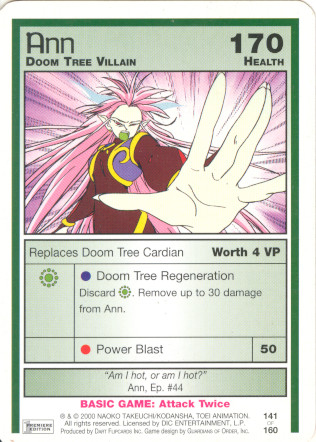 Ann
170
Doom Tree Villain
Health
Replaces Doom Tree Cardian
Worth 4 VP
Doom Tree Regeneration
Discard . Remove up to 30 damage
from Ann.
Power Blast
50
"Am I hot, or am I hot?"
Ann, Ep. #44
BASIC GAME: Attack Twice
PREMIERE
EDITION
® & © 2000 NAOKO TAKEUCHI/KODANSHA, TOEI ANIMATION.
All rights reserved. Licensed by DIC ENTERTAINMENT, L.P.
Produced by Dart Flipcards Inc. Game design by Guardians Of Order, Inc.
141
OF
160